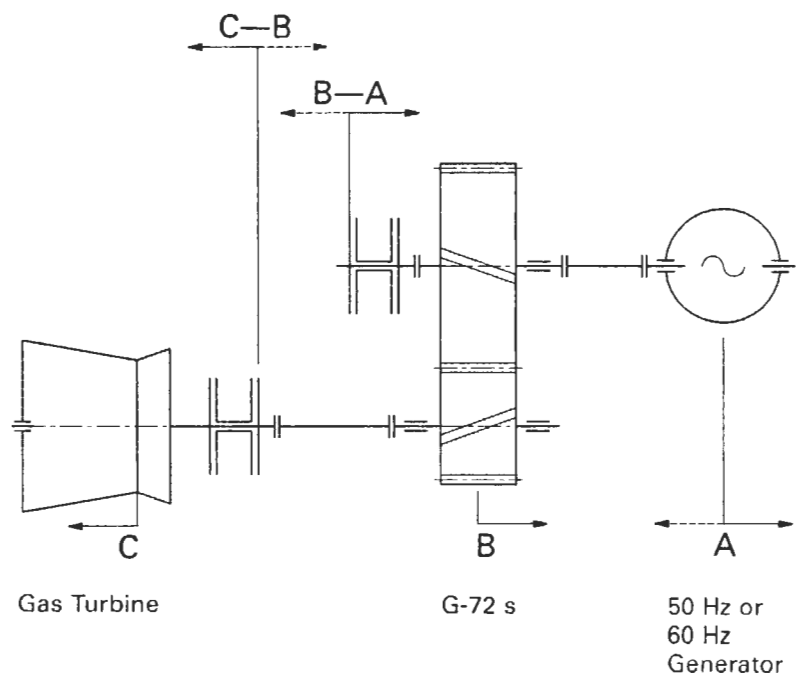 C—B
B—A
C
B
A
Gas Turbine
G-72 s
50 Hz or
60 Hz
Generator